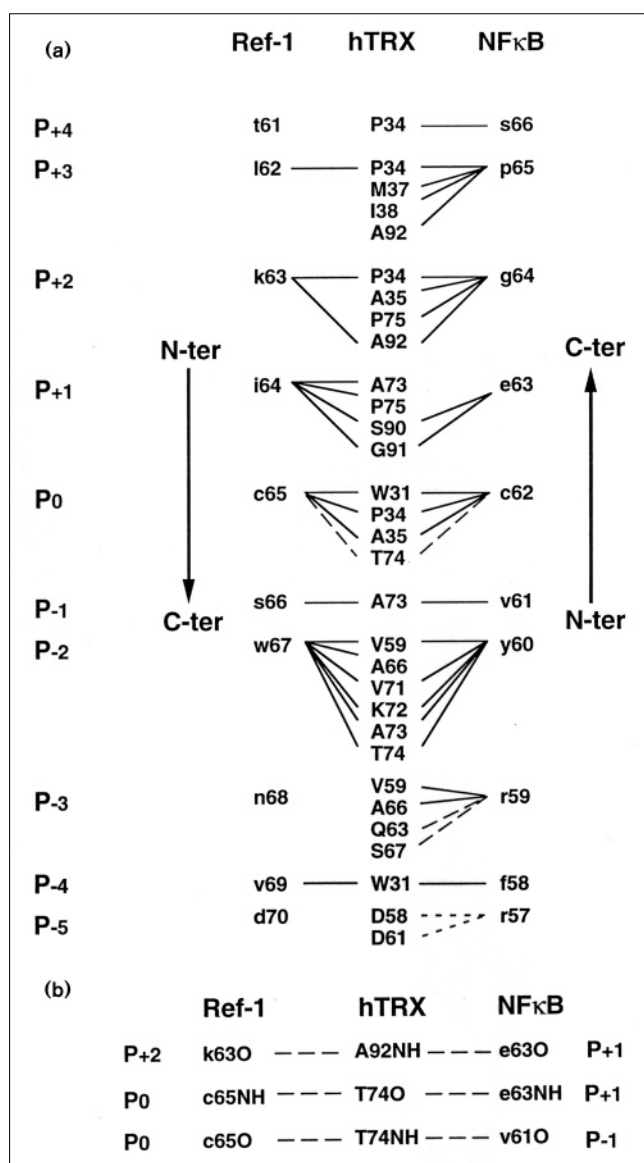 (a)
Ref-1 hTRX NFκB
P+4 t61 P34 s66
P+3 l62 P34 p65
M37
I38
A92
P+2 k63 P34 g64
A35
P75
A92
N-ter C-ter
P+1 i64 A73 e63
P75
S90
G91
P0 c65 W31 c62
P34
A35
T74
P-1 s66 A73 v61
C-ter N-ter
P-2 w67 V59 y60
A66
V71
K72
A73
T74
V59
P-3 n68 A66 r59
Q63
S67
P-4 v69 W31 f58
P-5 d70 D58 r57
D61
(b)
Ref-1 hTRX NFκB
P+2 k63O A92NH e63O P+1
P0 c65NH T74O e63NH P+1
P0 c65O T74NH v61O P-1